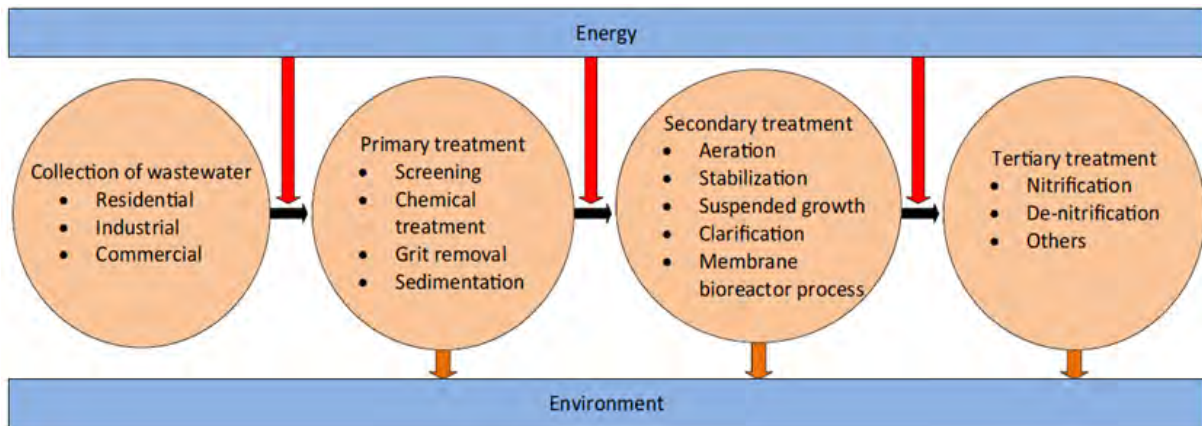 Energy
Collection of wastewater
• Residential
• Industrial
• Commercial
Primary treatment
• Screening
• Chemical
treatment
• Grit removal
• Sedimentation
Secondary treatment
• Aeration
• Stabilization
• Suspended growth
• Clarification
• Membrane
bioreactor process
Tertiary treatment
• Nitrification
• De-nitrification
• Others
Environment